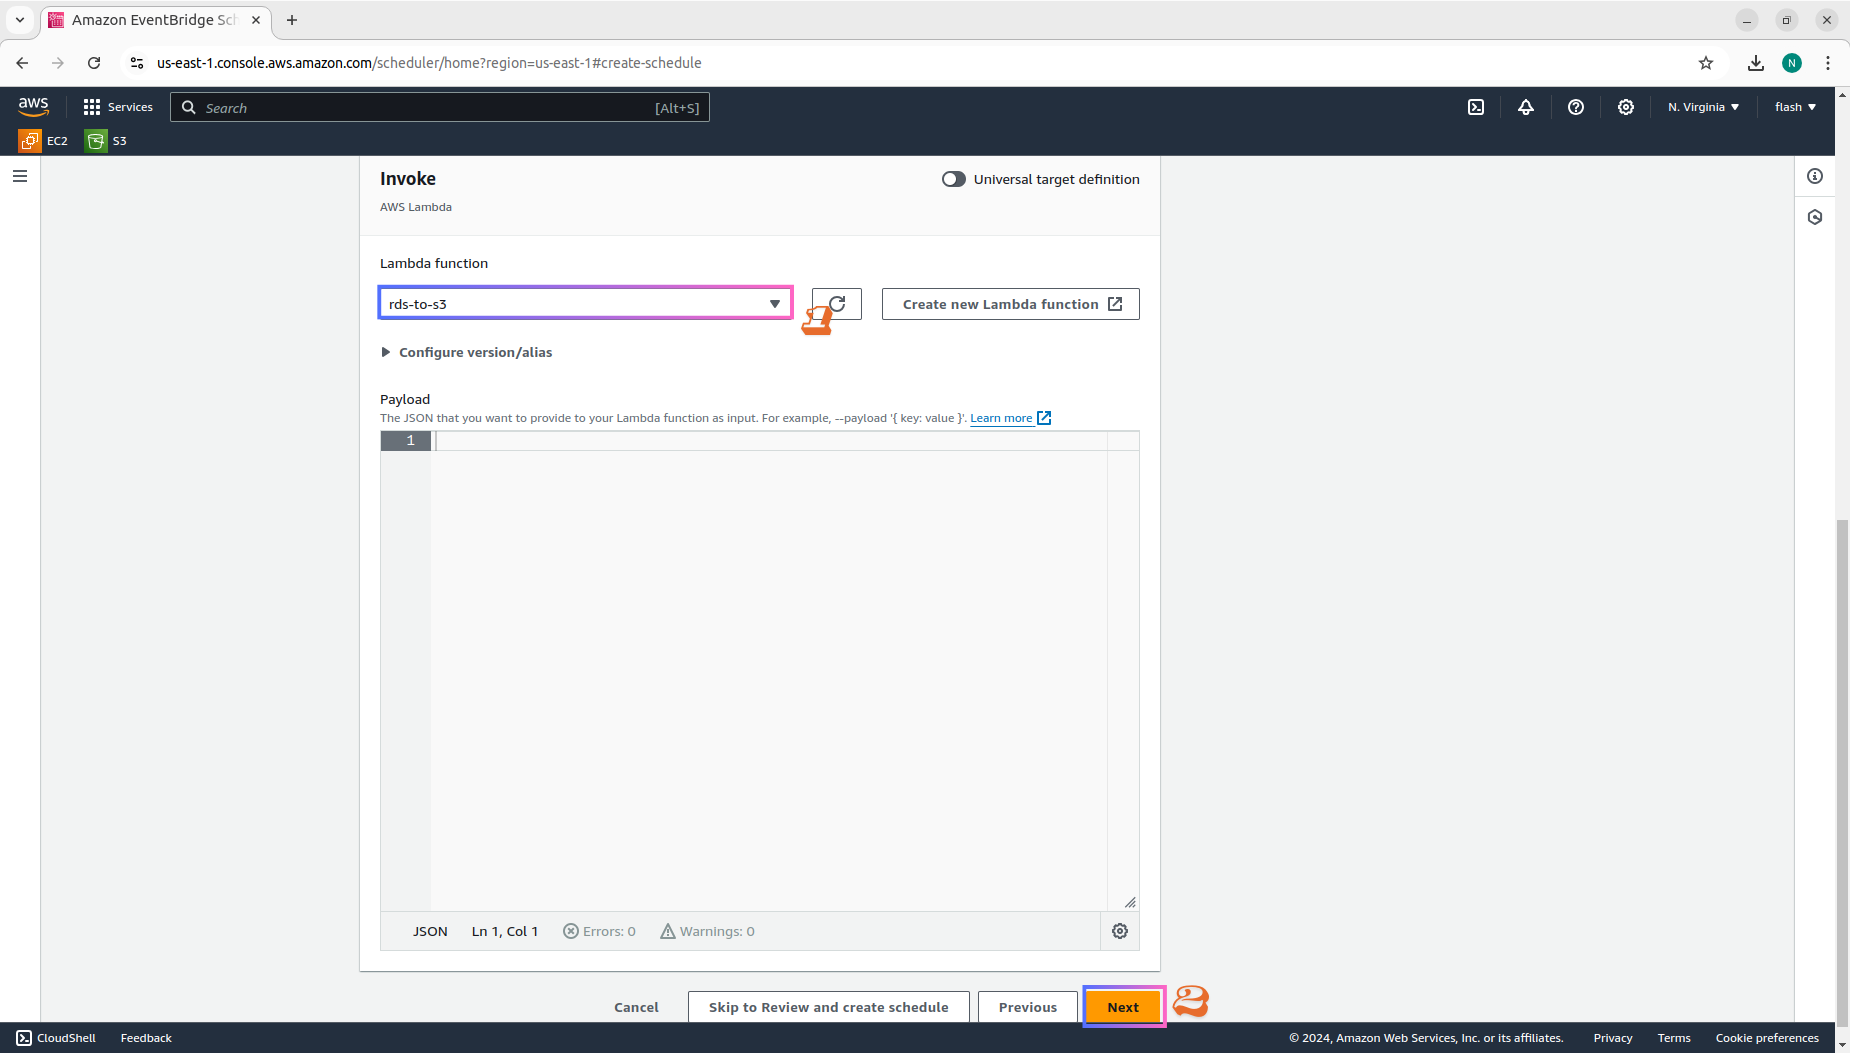 Amazon EventBridge Sch
us-east-1.console.aws.amazon.com/scheduler/home?region=us-east-1#create-schedule
N
aws
Services
Search
[Alt+S]
N. Virginia
flash
EC2
S3
Invoke
Universal target definition
AWS Lambda
Lambda function
rds-to-s3
1
Create new Lambda function
Configure version/alias
Payload
The JSON that you want to provide to your Lambda function as input. For example, --payload '{ key: value }'. Learn more
1
JSON Ln 1, Col 1 Errors: 0 Warnings: 0
Cancel Skip to Review and create schedule Previous Next 2
CloudShell Feedback © 2024, Amazon Web Services, Inc. or its affiliates. Privacy Terms Cookie preferences